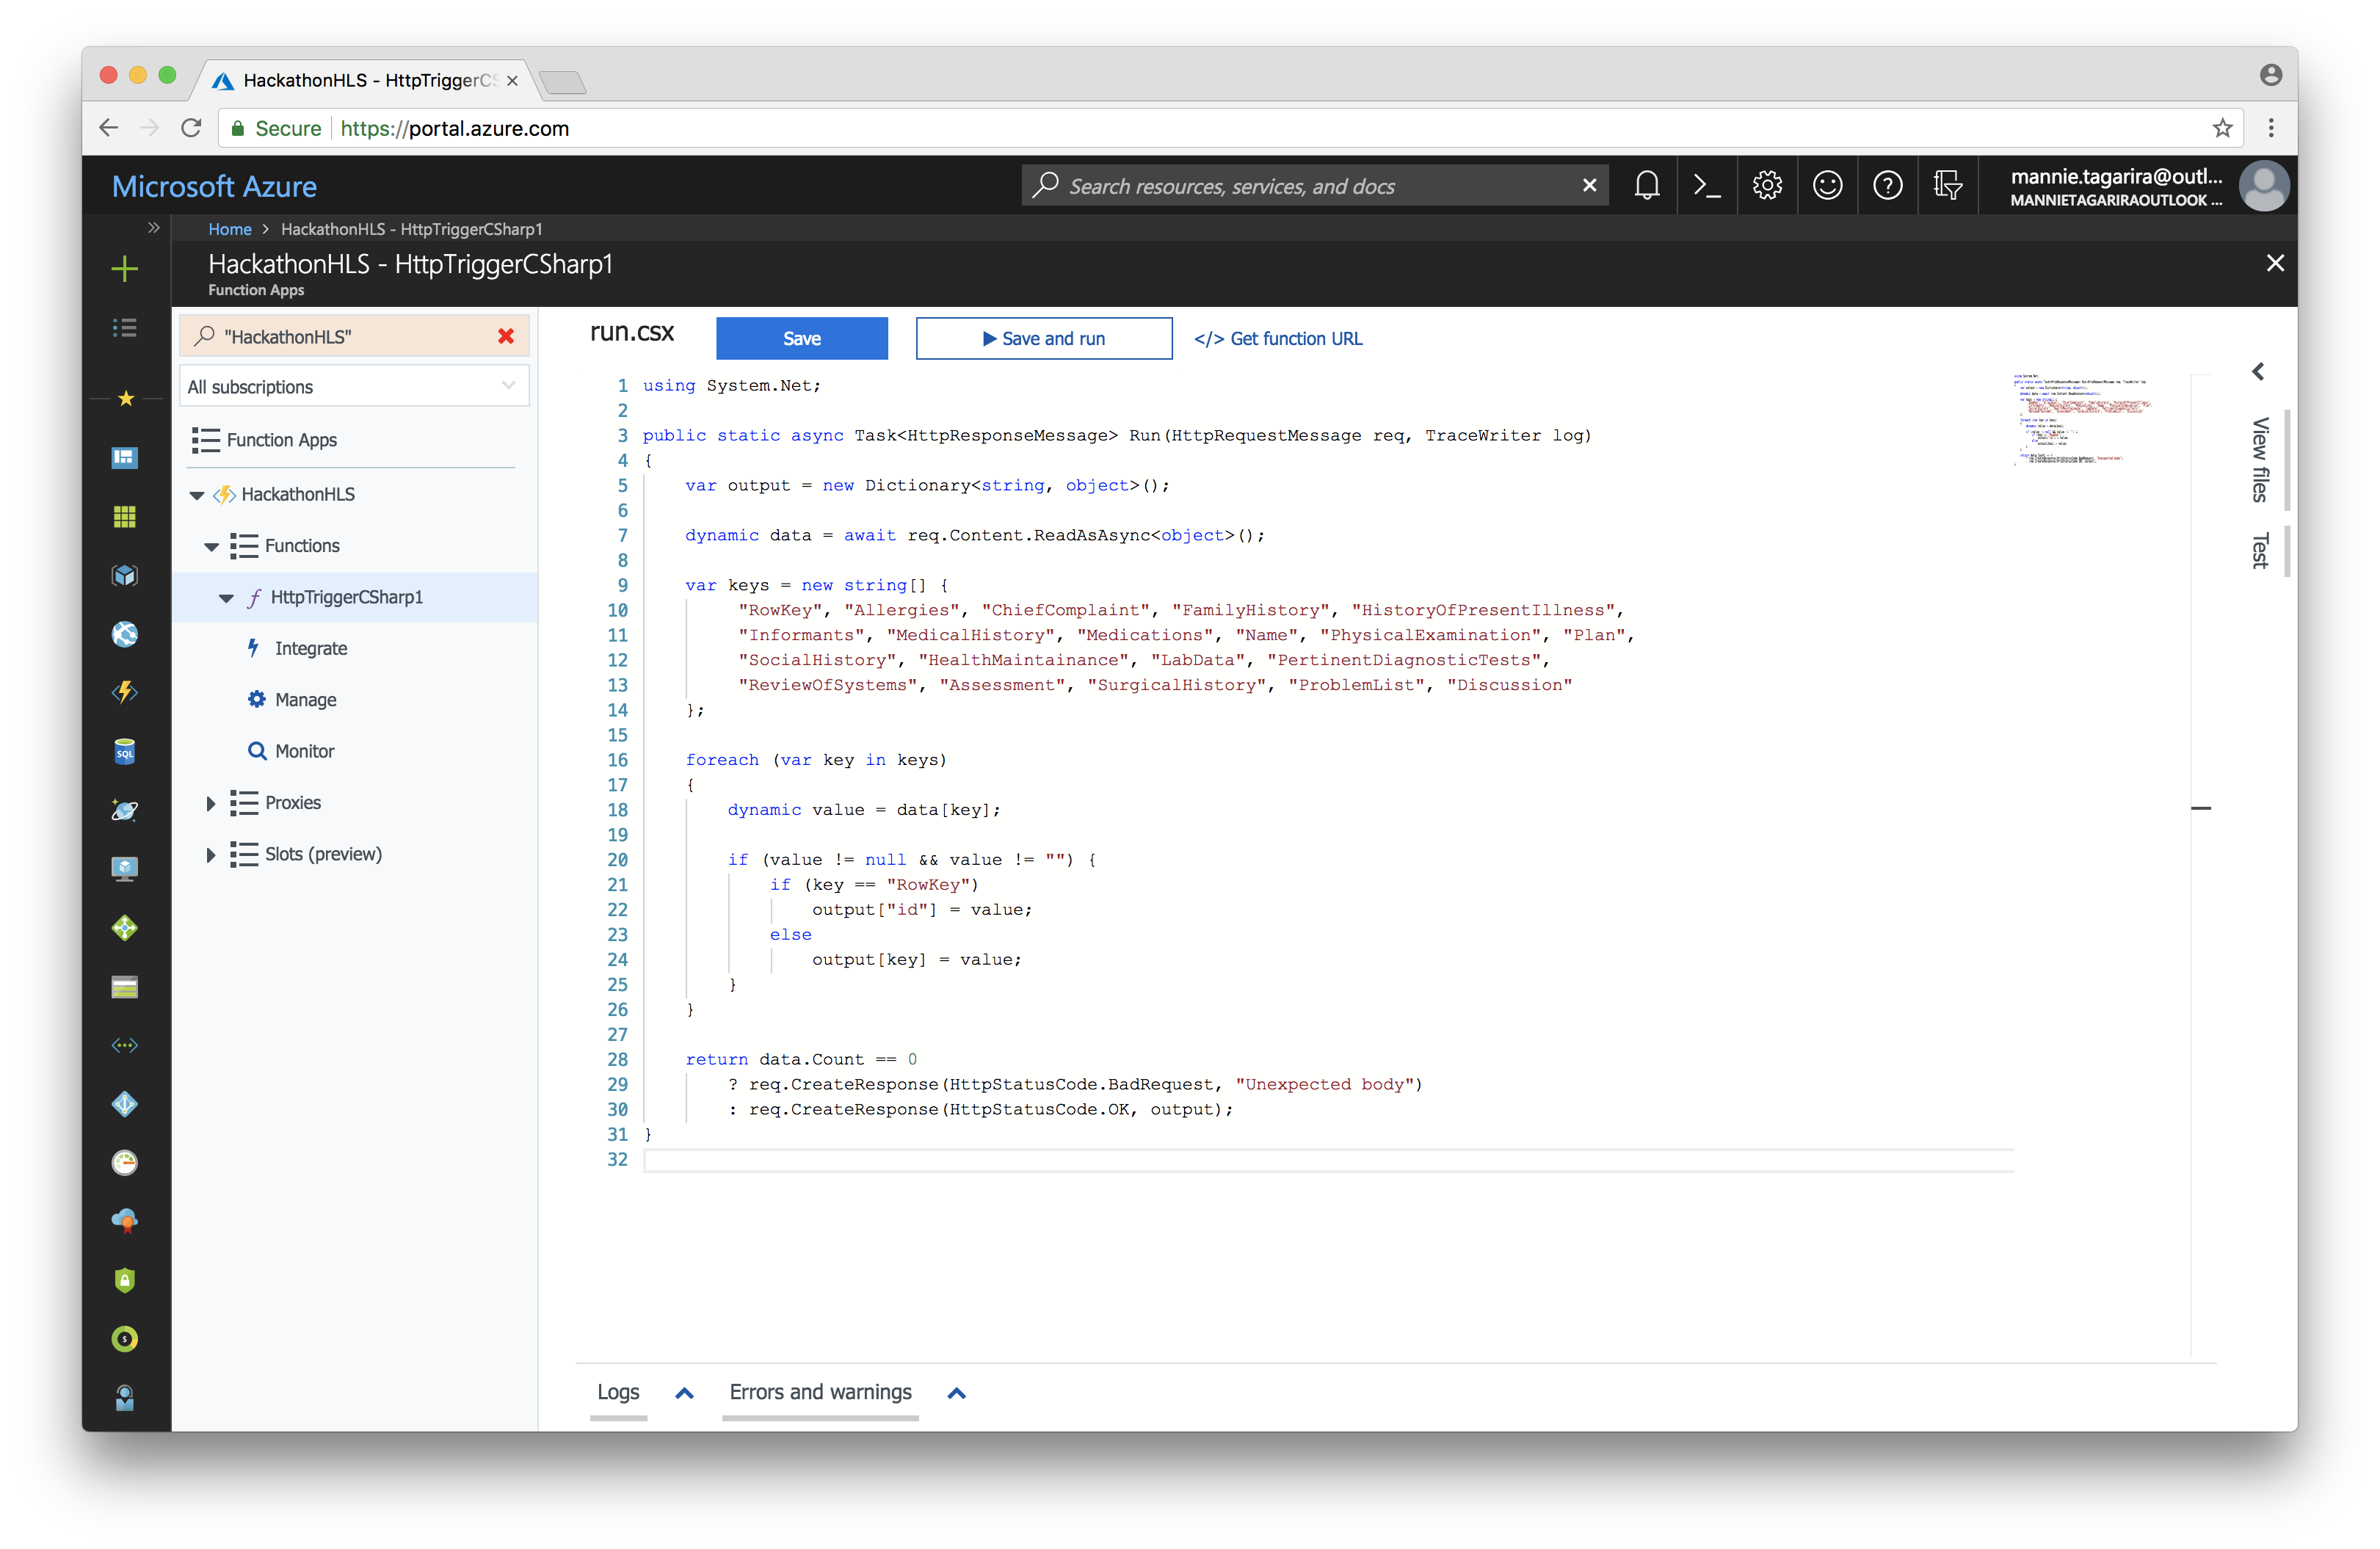 HackathonHLS - HttpTriggerCS
Secure https://portal.azure.com
Microsoft Azure
Search resources, services, and docs
mannie.tagarira@outl...
MANNIETAGARIRAOUTLOOK ...
Home > HackathonHLS - HttpTriggerCSharp1
HackathonHLS - HttpTriggerCSharp1
Function Apps
"HackathonHLS"
All subscriptions
Function Apps
HackathonHLS
Functions
HttpTriggerCSharp1
Integrate
Manage
Monitor
Proxies
Slots (preview)
run.csx Save Save and run </> Get function URL
1 using System.Net;
2
3 public static async Task<HttpResponseMessage> Run(HttpRequestMessage req, TraceWriter log)
4 {
5 var output = new Dictionary<string, object>();
6
7 dynamic data = await req.Content.ReadAsAsync<object>();
8
9 var keys = new string[] {
10 "RowKey", "Allergies", "ChiefComplaint", "FamilyHistory", "HistoryOfPresentIllness",
11 "Informants", "MedicalHistory", "Medications", "Name", "PhysicalExamination", "Plan",
12 "SocialHistory", "HealthMaintainance", "LabData", "PertinentDiagnosticTests",
13 "ReviewOfSystems", "Assessment", "SurgicalHistory", "ProblemList", "Discussion"
14 };
15
16 foreach (var key in keys)
17 {
18 dynamic value = data[key];
19
20 if (value != null && value != "") {
21 if (key == "RowKey")
22 output["id"] = value;
23 else
24 output[key] = value;
25 }
26 }
27
28 return data.Count == 0
29 ? req.CreateResponse(HttpStatusCode.BadRequest, "Unexpected body")
30 : req.CreateResponse(HttpStatusCode.OK, output);
31 }
32
View files
Test
Logs Errors and warnings
SQL